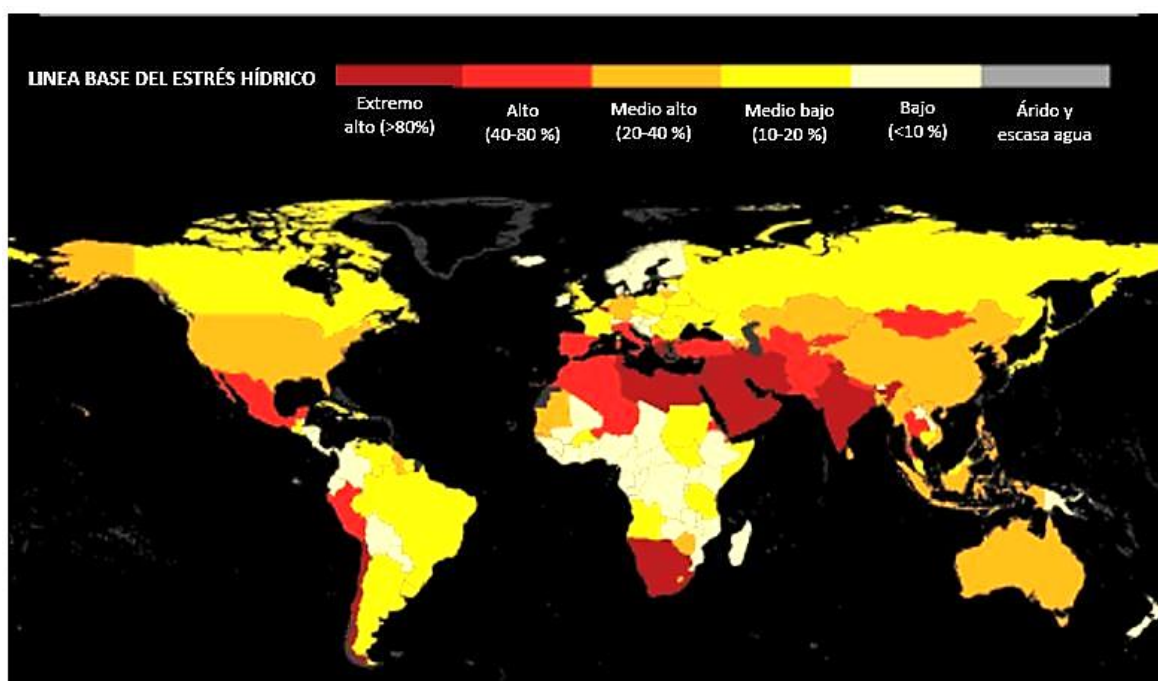 LINEA BASE DEL ESTRÉS HÍDRICO
Extremo
alto (>80%)
Alto
(40-80 %)
Medio alto
(20-40 %)
Medio bajo
(10-20 %)
Bajo
(<10 %)
Árido y
escasa agua